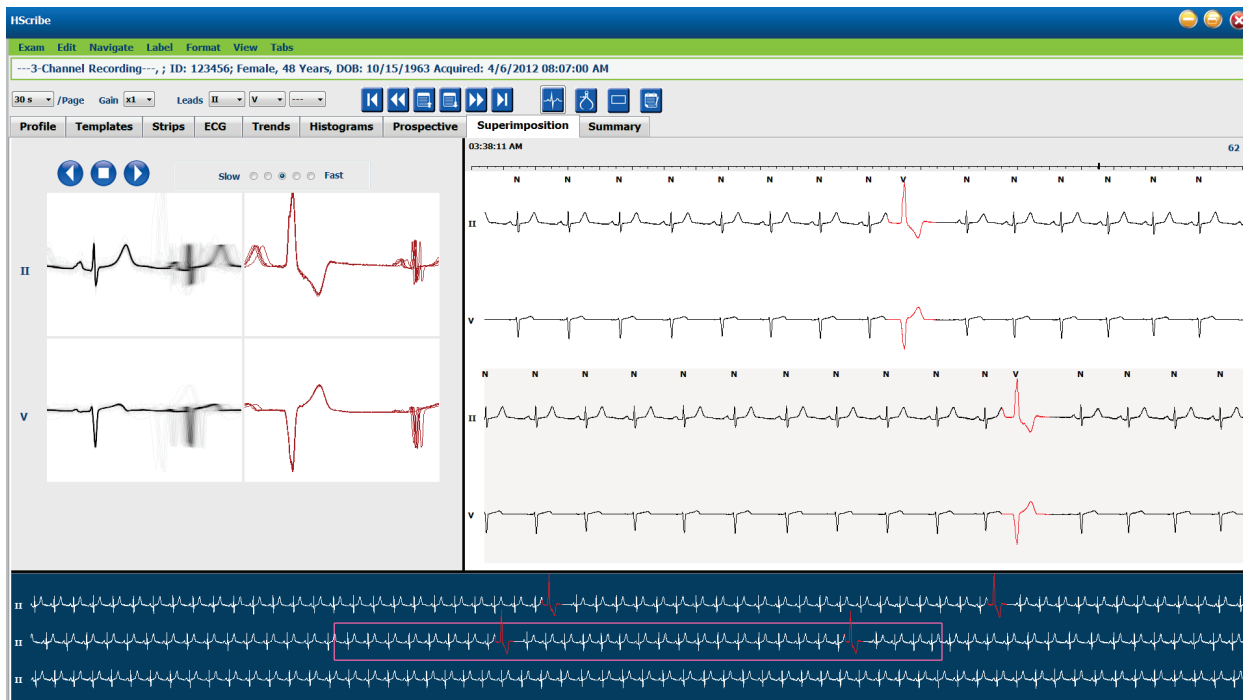 HScribe
Exam Edit Navigate Label Format View Tabs
---3-Channel Recording---, ; ID: 123456; Female, 48 Years, DOB: 10/15/1963 Acquired: 4/6/2012 08:07:00 AM
30 s /Page Gain x1 Leads II V ---
Profile Templates Strips ECG Trends Histograms Prospective Superimposition Summary
Slow Fast
II
V
03:38:11 AM 62
N N N N N N N N V N N N N N N
II
V
N N N N N N N N N N N V N N N N
II
V
II
II
II